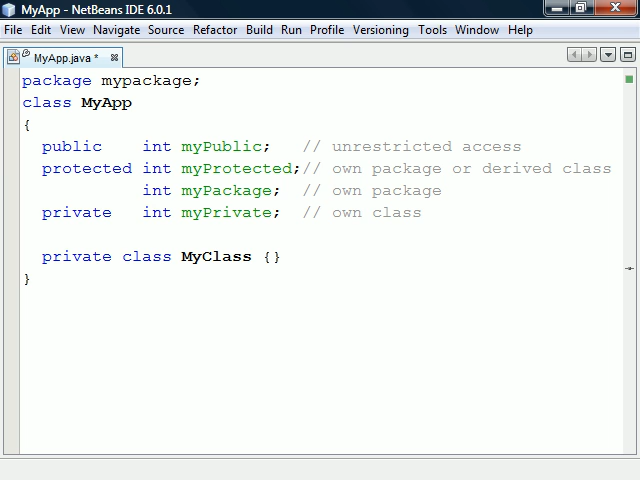 MyApp - NetBeans IDE 6.0.1
File Edit View Navigate Source Refactor Build Run Profile Versioning Tools Window Help
MyApp.java *
package mypackage;
class MyApp
{
  public    int myPublic;   // unrestricted access
  protected int myProtected;// own package or derived class
            int myPackage;  // own package
  private   int myPrivate;  // own class

  private class MyClass {}
}